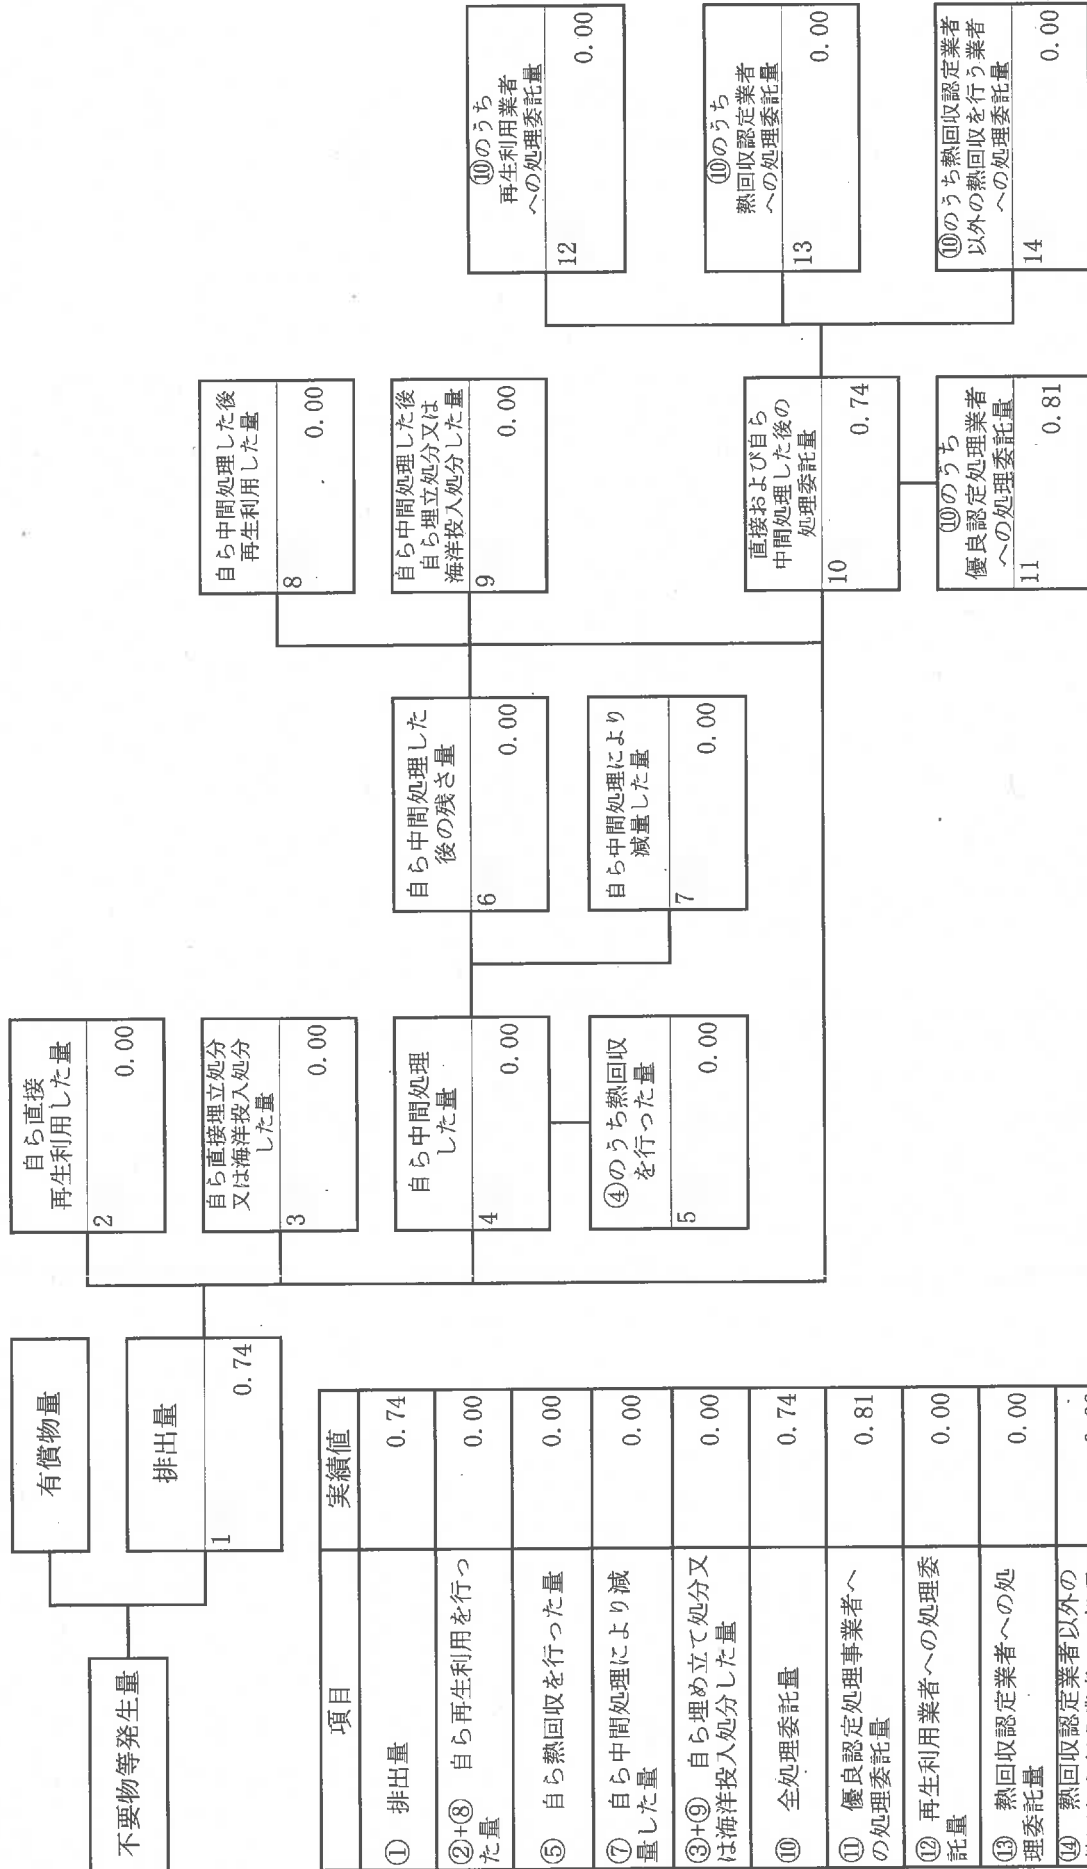 不要物等発生量
有償物量
排出量
1
0.74
自ら直接
再生利用した量
2
0.00
自ら直接埋立処分
又は海洋投入処分
した量
3
0.00
自ら中間処理
した量
4
0.00
④のうち熱回収
を行った量
5
0.00
自ら中間処理した
後の残さ量
6
0.00
自ら中間処理により
減量した量
7
0.00
自ら中間処理した後
再生利用した量
8
0.00
自ら中間処理した後
自ら埋立処分又は
海洋投入処分した量
9
0.00
直接および自ら
中間処理した後の
処理委託量
10
0.74
⑩のうち
優良認定処理業者
への処理委託量
11
0.81
⑩のうち
再生利用業者
への処理委託量
12
0.00
⑩のうち
熱回収認定業者
への処理委託量
13
0.00
⑩のうち熱回収認定業者
以外の熱回収を行う業者
への処理委託量
14
0.00
項目 実績値
① 排出量 0.74
②+⑧ 自ら再生利用を行っ
た量 0.00
⑤ 自ら熱回収を行った量 0.00
⑦ 自ら中間処理により減
量した量 0.00
③+⑨ 自ら埋め立て処分又
は海洋投入処分した量 0.00
⑩ 全処理委託量 0.74
⑪ 優良認定処理事業者へ
の処理委託量 0.81
⑫ 再生利用業者への処理委
託量 0.00
⑬ 熱回収認定業者への処
理委託量 0.00
⑭ 熱回収認定業者以外の